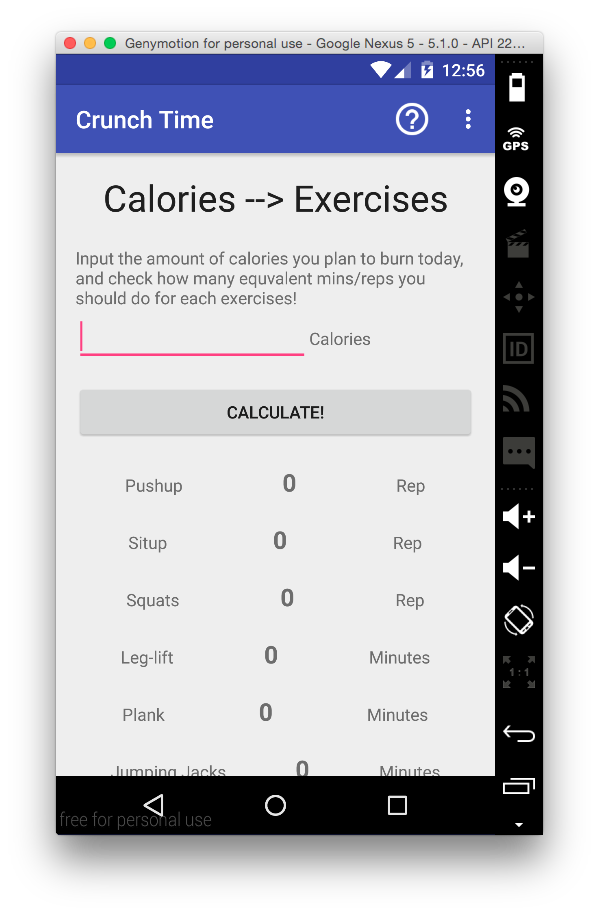 Genymotion for personal use - Google Nexus 5 - 5.1.0 - API 22...
12:56
Crunch Time
GPS
Calories --> Exercises
Input the amount of calories you plan to burn today,
and check how many equvalent mins/reps you
should do for each exercises!
Calories
ID
CALCULATE!
Pushup 0 Rep
Situp 0 Rep
Squats 0 Rep
Leg-lift 0 Minutes
1:1
Plank 0 Minutes
Jumping Jacks 0 Minutes
free for personal use